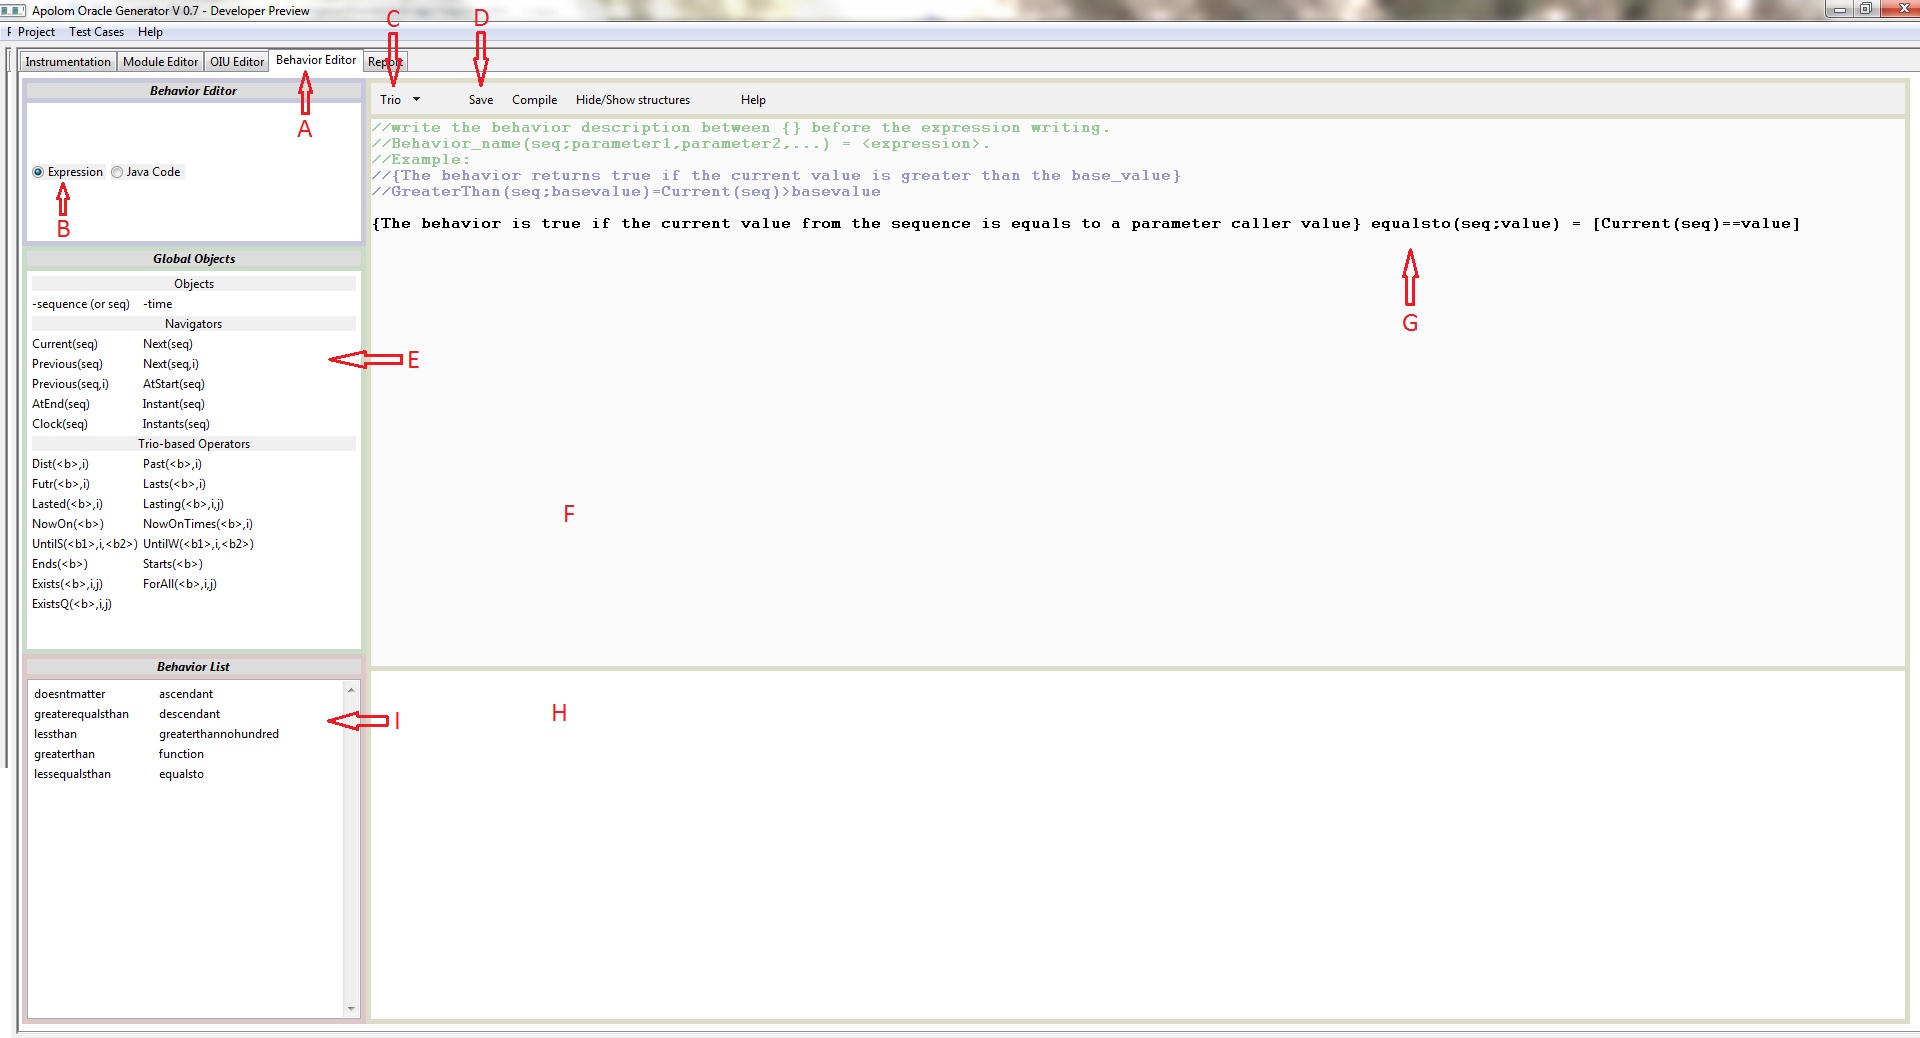 Apolom Oracle Generator V 0.7 - Developer Preview
Project Test Cases Help
C D
Instrumentation Module Editor OIU Editor Behavior Editor Report
A
Behavior Editor
Expression Java Code
B
Trio Save Compile Hide/Show structures Help
//write the behavior description between {} before the expression writing.
//Behavior_name(seq;parameter1,parameter2,...) = <expression>.
//Example:
//{The behavior returns true if the current value is greater than the base_value}
//GreaterThan(seq;basevalue)=Current(seq)>basevalue
{The behavior is true if the current value from the sequence is equals to a parameter caller value} equalsto(seq;value) = [Current(seq)==value]
G
F
Global Objects
Objects
-sequence (or seq) -time
Navigators
Current(seq) Next(seq)
Previous(seq) Next(seq,i)
E
Previous(seq,i) AtStart(seq)
AtEnd(seq) Instant(seq)
Clock(seq) Instants(seq)
Trio-based Operators
Dist(<b>,i) Past(<b>,i)
Futr(<b>,i) Lasts(<b>,i)
Lasted(<b>,i) Lasting(<b>,i,j)
NowOn(<b>) NowOnTimes(<b>,i)
UntilS(<b1>,i,<b2>) UntilW(<b1>,i,<b2>)
Ends(<b>) Starts(<b>)
Exists(<b>,i,j) ForAll(<b>,i,j)
ExistsQ(<b>,i,j)
Behavior List
doesntmatter ascendant
greaterequalsthan descendant
I
lessthan greaterthannohundred
greaterthan function
lessequalsthan equalsto
H